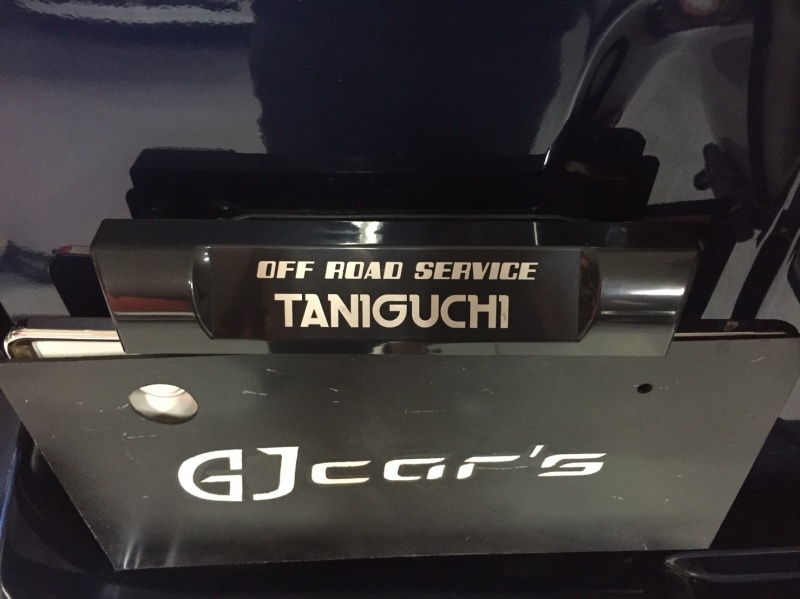 OFF ROAD SERVICE
TANIGUCHI
GJcar's